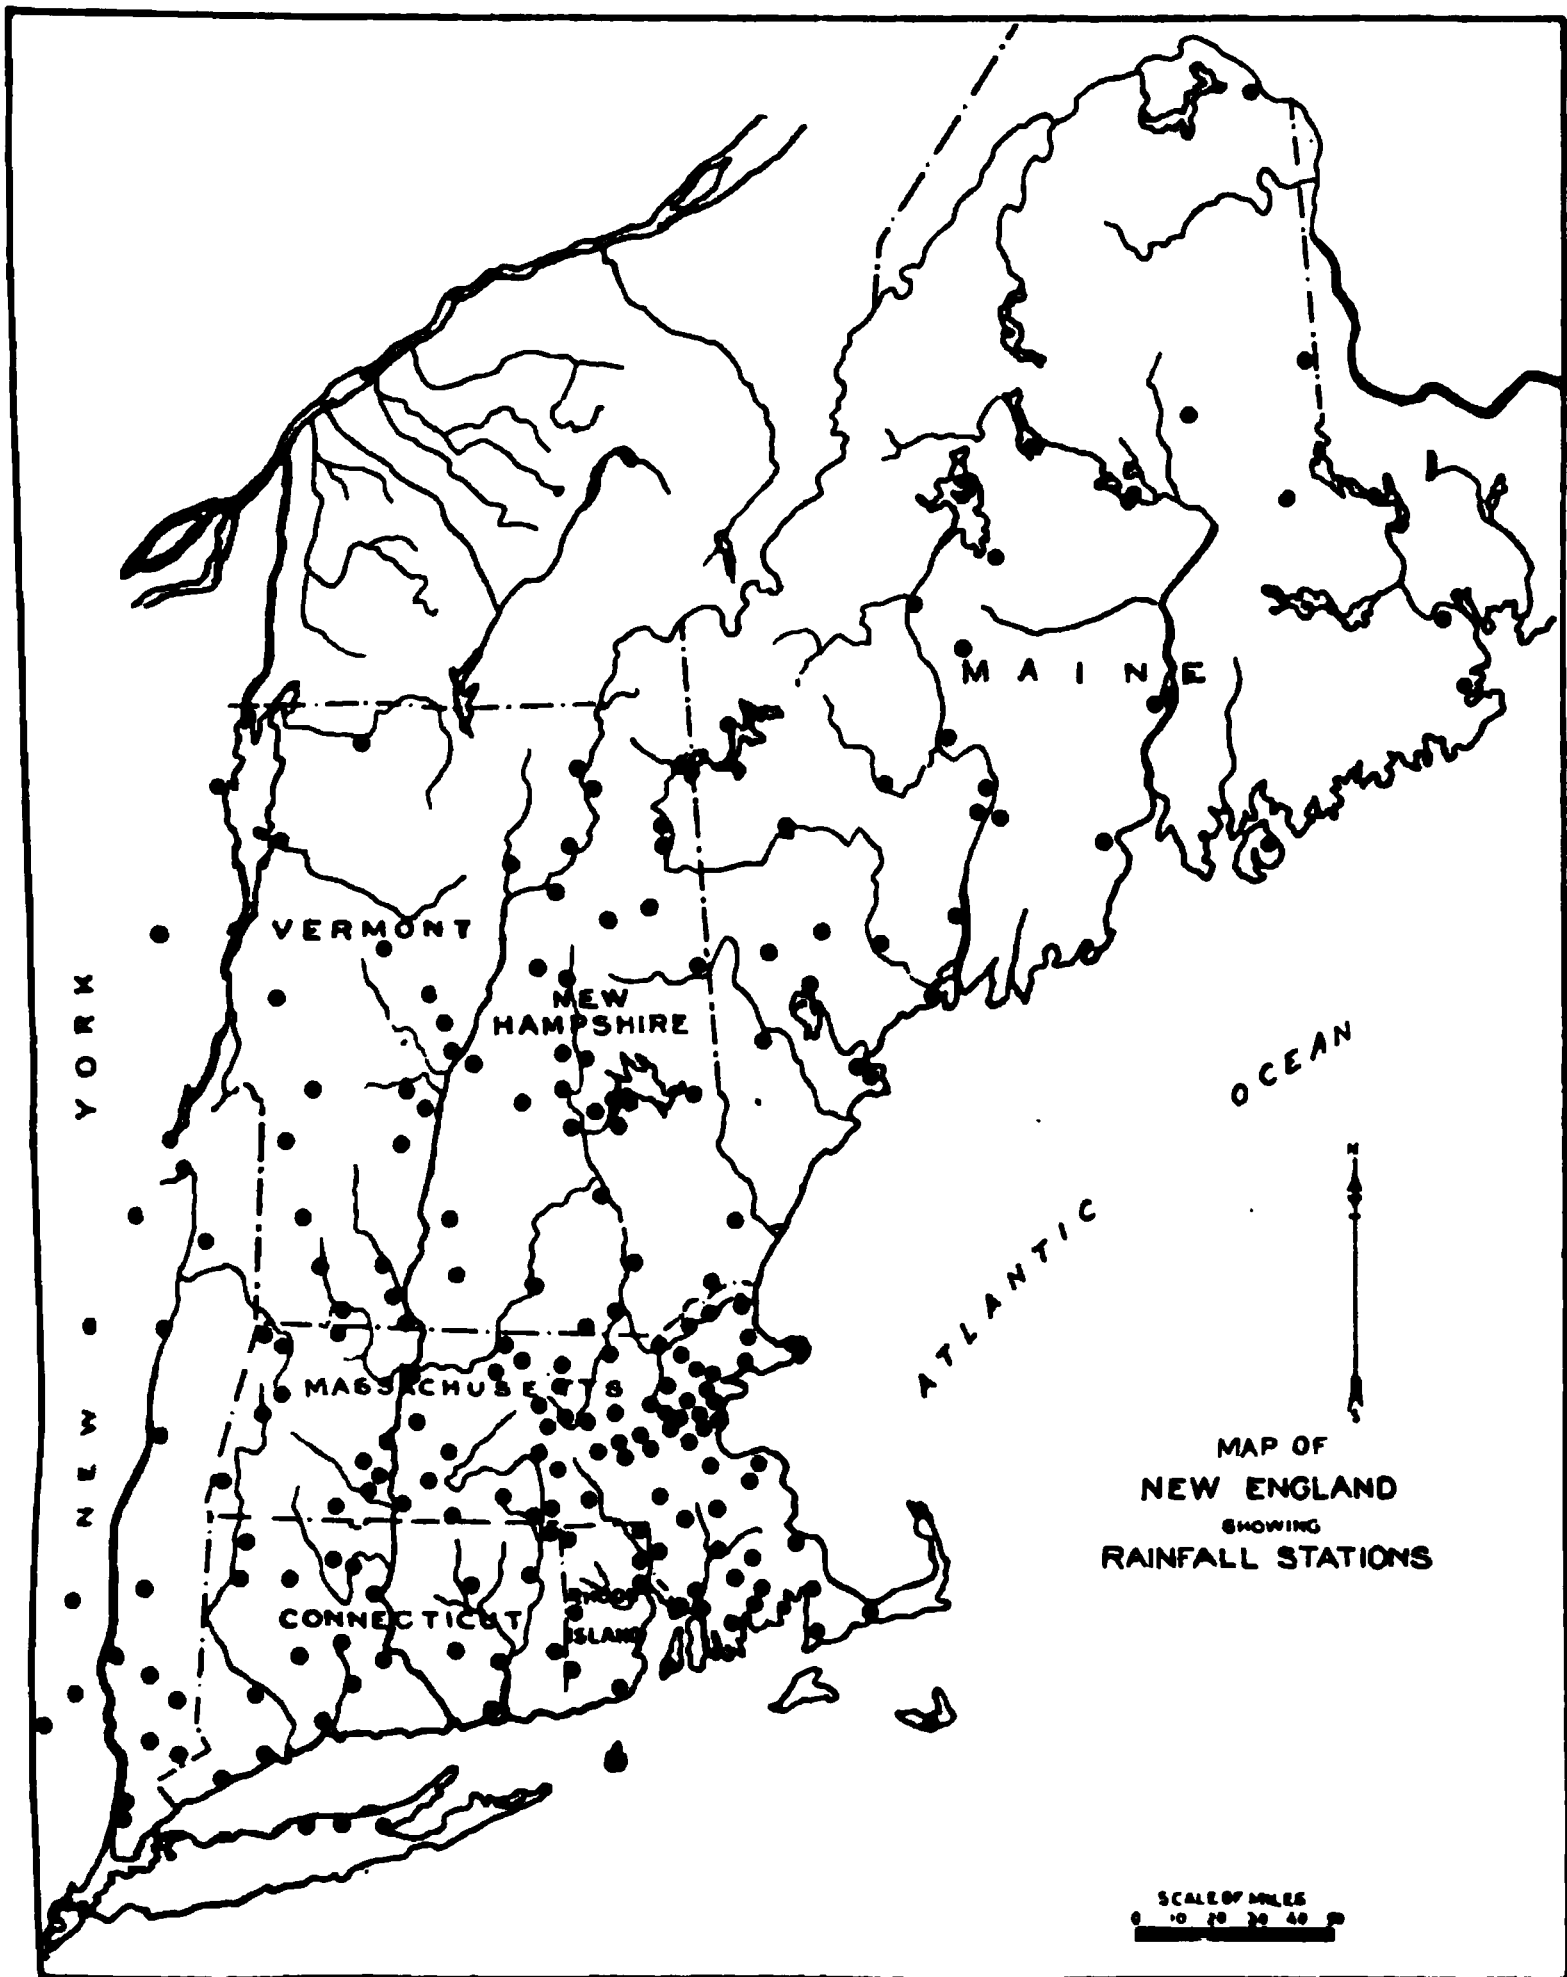 MAINE
VERMONT
NEW
HAMPSHIRE
NEW YORK
ATLANTIC OCEAN
MASSACHUSETTS
CONNECTICUT
RHODE
ISLAND
N
S
MAP OF
NEW ENGLAND
SHOWING
RAINFALL STATIONS
SCALE OF MILES
0 10 20 30 40 50